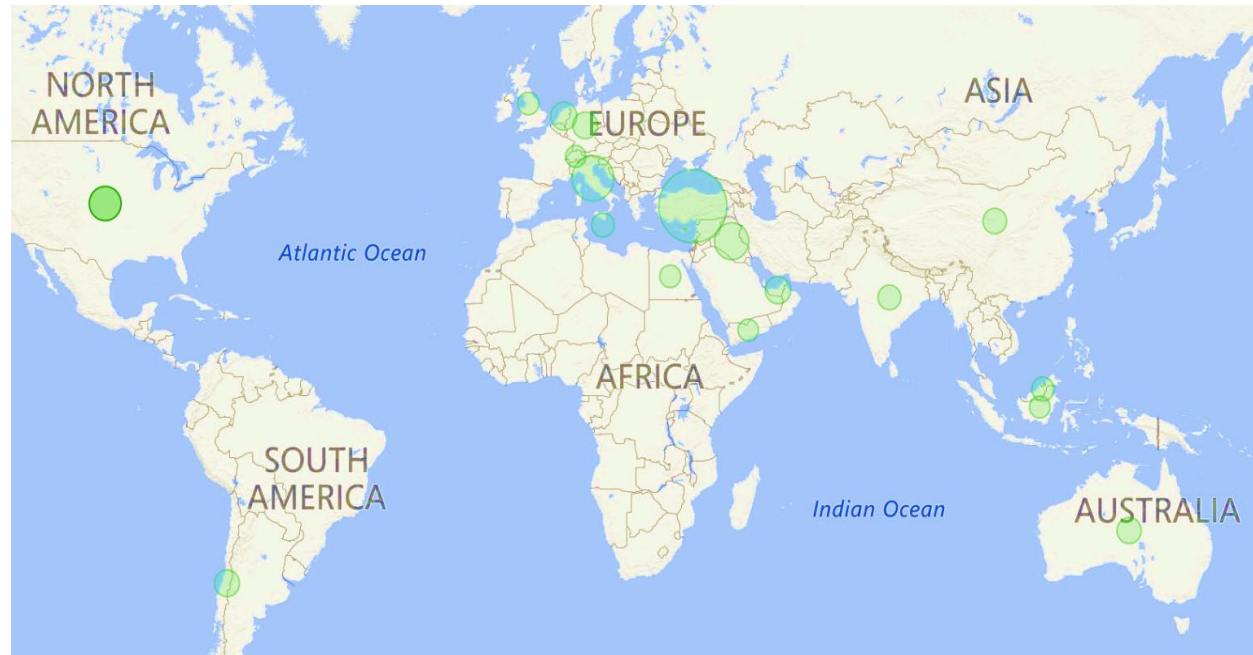 NORTH
AMERICA
EUROPE
ASIA
Atlantic Ocean
AFRICA
SOUTH
AMERICA
Indian Ocean
AUSTRALIA